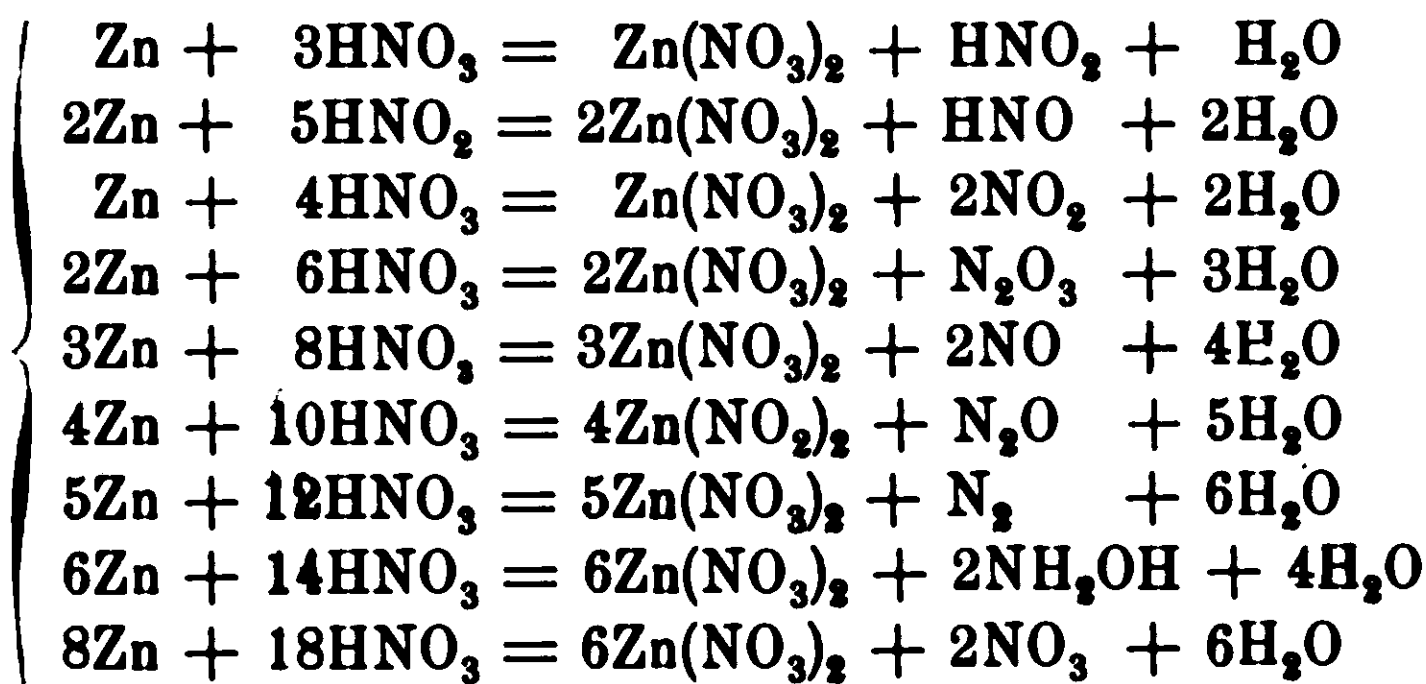 Zn + 3HNO₃ = Zn(NO₃)₂ + HNO₂ + H₂O
2Zn + 5HNO₂ = 2Zn(NO₃)₂ + HNO + 2H₂O
Zn + 4HNO₃ = Zn(NO₃)₂ + 2NO₂ + 2H₂O
2Zn + 6HNO₃ = 2Zn(NO₃)₂ + N₂O₃ + 3H₂O
3Zn + 8HNO₃ = 3Zn(NO₃)₂ + 2NO + 4H₂O
4Zn + 10HNO₃ = 4Zn(NO₂)₂ + N₂O + 5H₂O
5Zn + 12HNO₃ = 5Zn(NO₃)₂ + N₂ + 6H₂O
6Zn + 14HNO₃ = 6Zn(NO₃)₂ + 2NH₂OH + 4H₂O
8Zn + 18HNO₃ = 6Zn(NO₃)₂ + 2NO₃ + 6H₂O